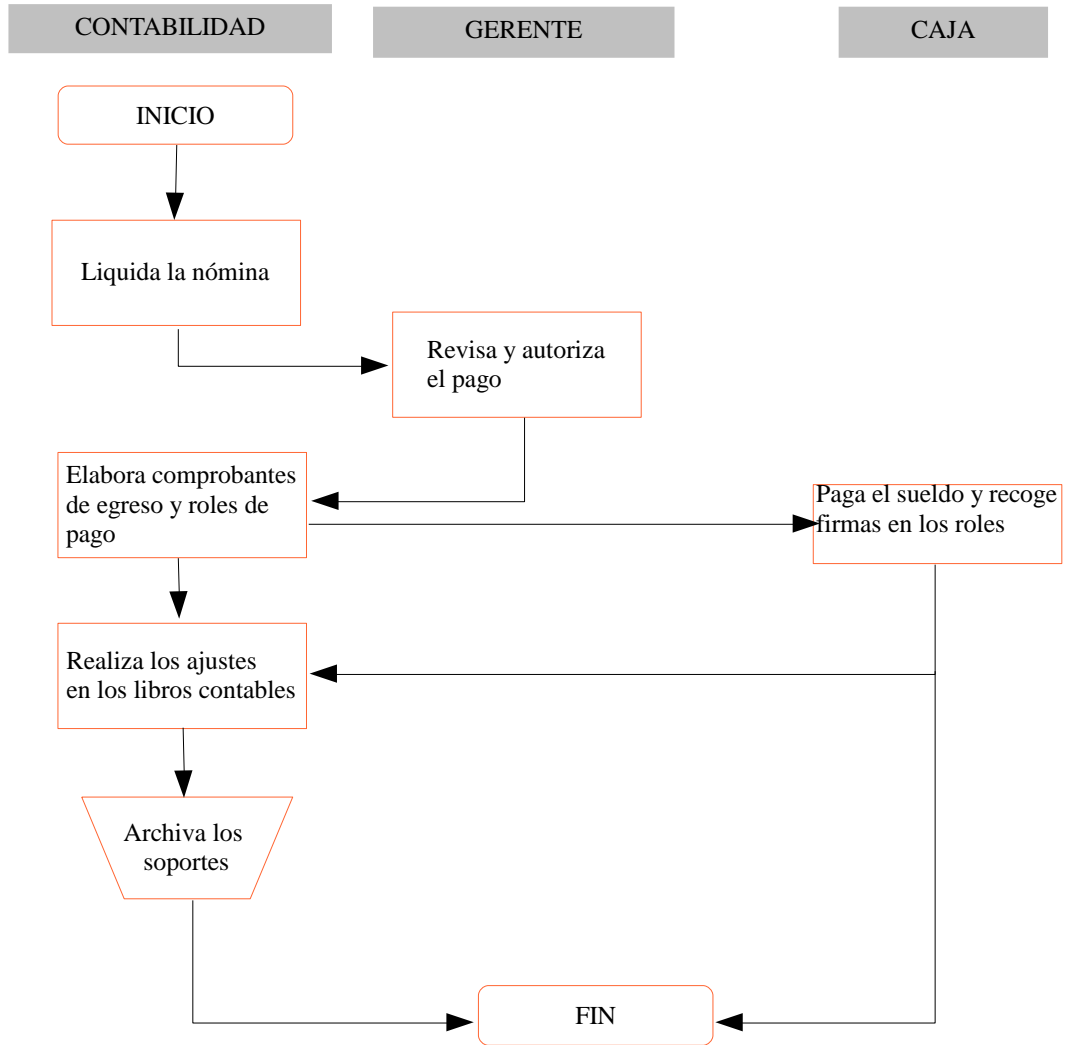 CONTABILIDAD
GERENTE
CAJA
INICIO
Liquida la nómina
Revisa y autoriza
el pago
Elabora comprobantes
de egreso y roles de
pago
Paga el sueldo y recoge
firmas en los roles
Realiza los ajustes
en los libros contables
Archiva los
soportes
FIN